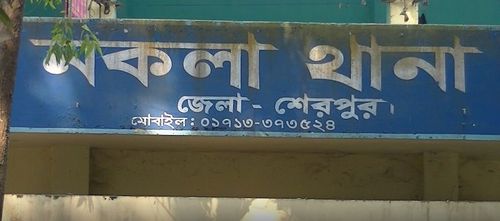 নকলা থানা
জেলা - শেরপুর।
মোবাইল : ০১৭১৩-৩৭৩৫২৪